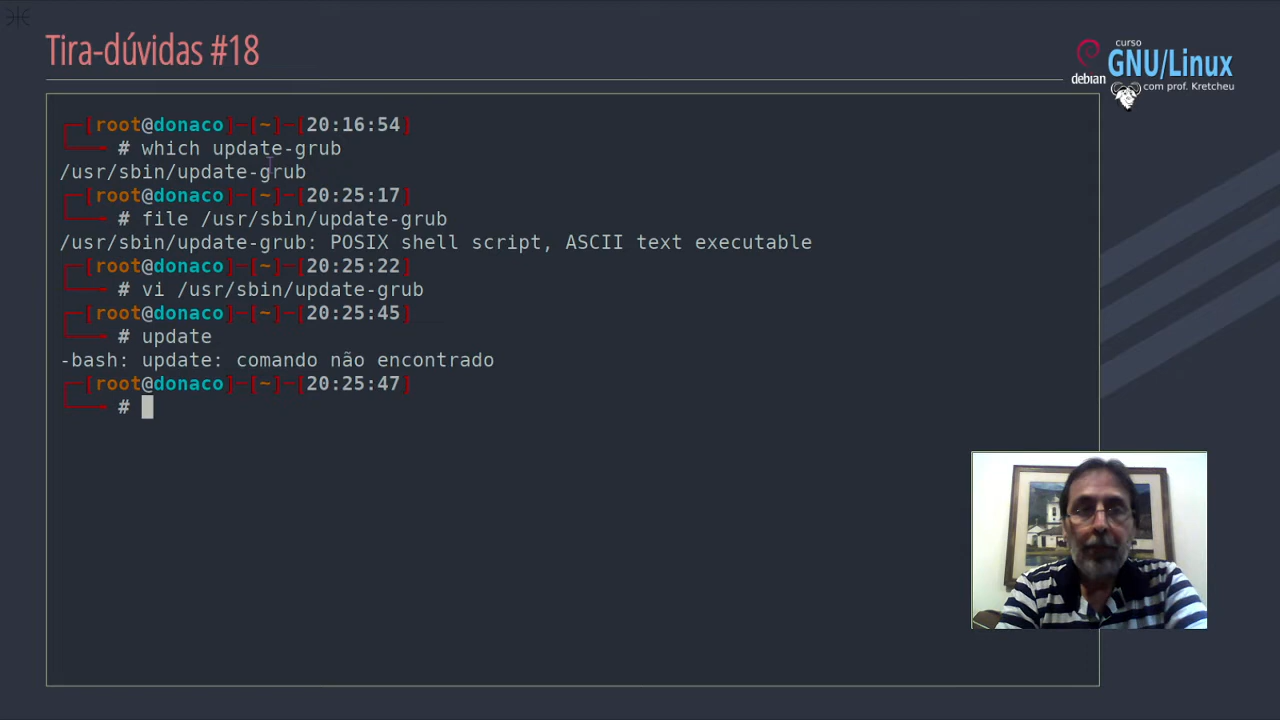 Tira-dúvidas #18
curso
GNU/Linux
debian
com prof. Kretcheu
┌─[root@donaco]─[~]─[20:16:54]
└──╼ # which update-grub
/usr/sbin/update-grub
┌─[root@donaco]─[~]─[20:25:17]
└──╼ # file /usr/sbin/update-grub
/usr/sbin/update-grub: POSIX shell script, ASCII text executable
┌─[root@donaco]─[~]─[20:25:22]
└──╼ # vi /usr/sbin/update-grub
┌─[root@donaco]─[~]─[20:25:45]
└──╼ # update
-bash: update: comando não encontrado
┌─[root@donaco]─[~]─[20:25:47]
└──╼ #